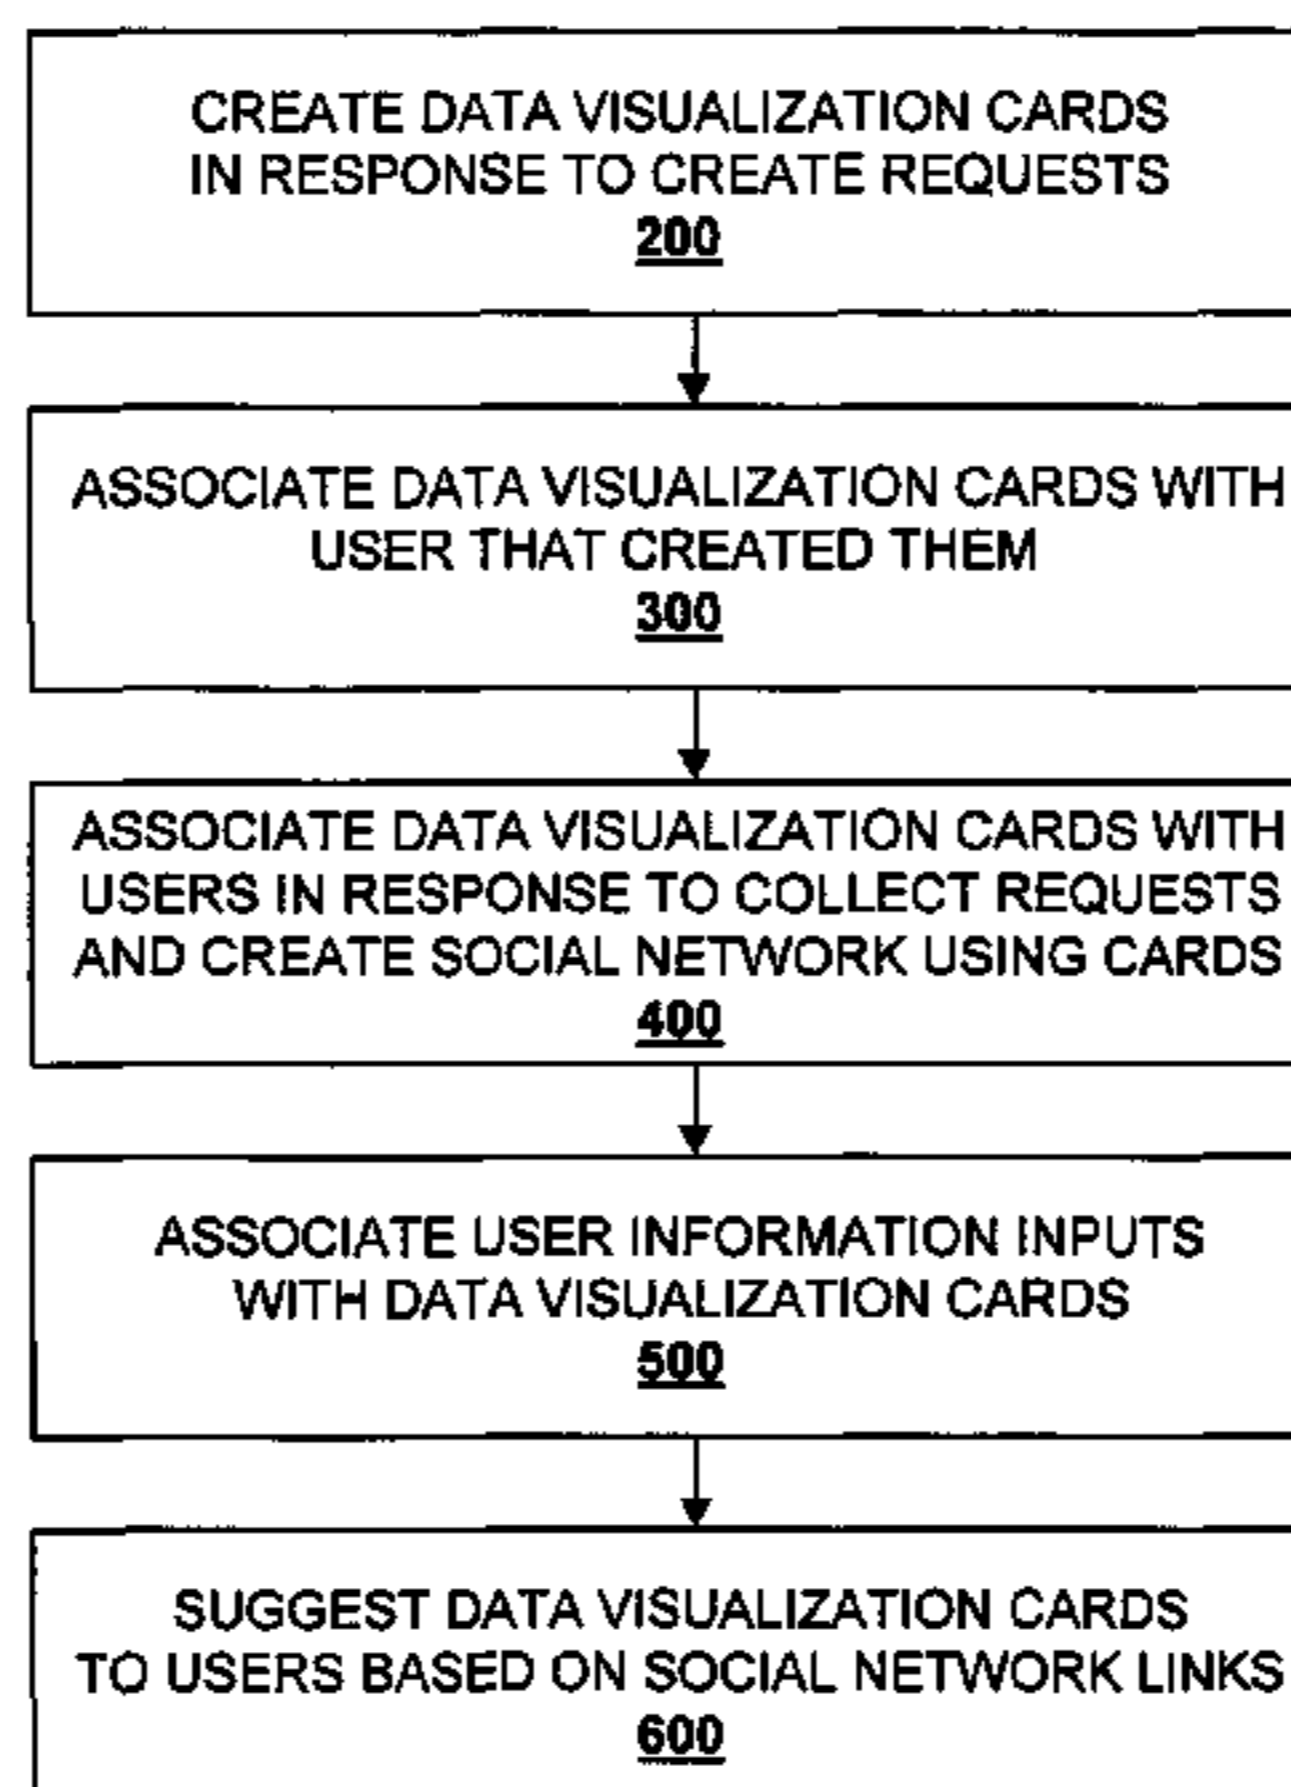 CREATE DATA VISUALIZATION CARDS
IN RESPONSE TO CREATE REQUESTS
200
ASSOCIATE DATA VISUALIZATION CARDS WITH
USER THAT CREATED THEM
300
ASSOCIATE DATA VISUALIZATION CARDS WITH
USERS IN RESPONSE TO COLLECT REQUESTS
AND CREATE SOCIAL NETWORK USING CARDS
400
ASSOCIATE USER INFORMATION INPUTS
WITH DATA VISUALIZATION CARDS
500
SUGGEST DATA VISUALIZATION CARDS
TO USERS BASED ON SOCIAL NETWORK LINKS
600